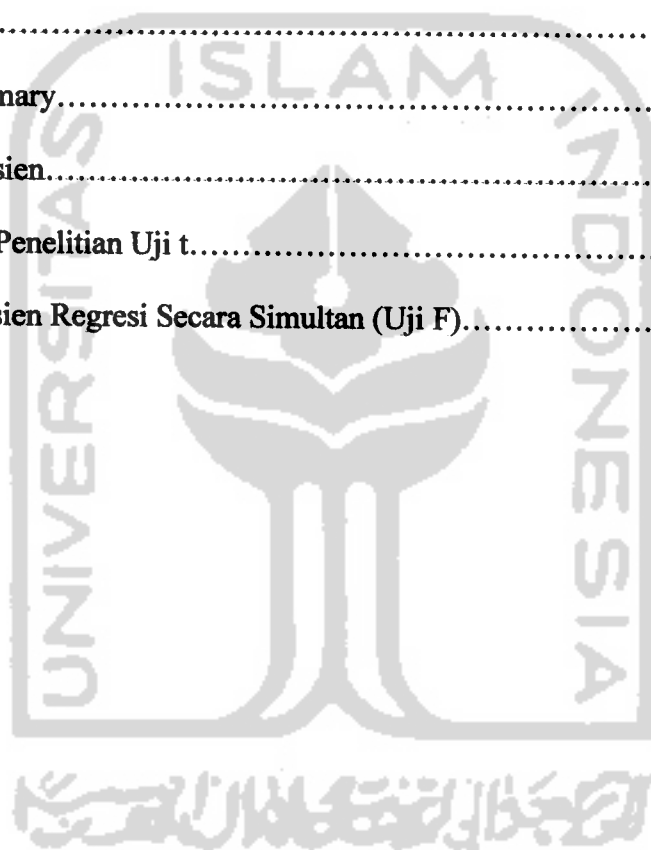 ........................................................................
mary........................................................................
sien........................................................................
Penelitian Uji t........................................................................
sien Regresi Secara Simultan (Uji F)..................
ISLAM
UNIVERSITAS
INDONESIA